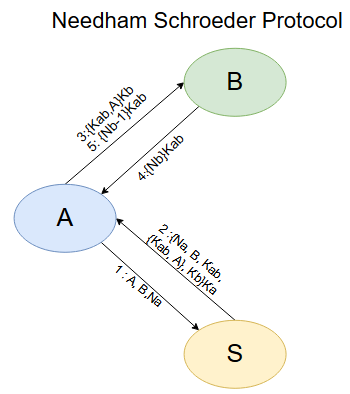 Needham Schroeder Protocol
B
3:{Kab,A}Kb
5: {Nb-1}Kab
4:{Nb}Kab
A
2 :{Na, B, Kab,
{Kab, A}, Kb}Ka
1 : A, B,Na
S